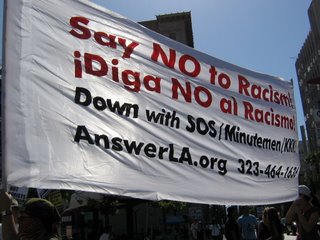 Say NO to Racism!
¡Diga NO al Racismo!
Down with SOS/Minutemen/KKK
AnswerLA.org 323-464-1636